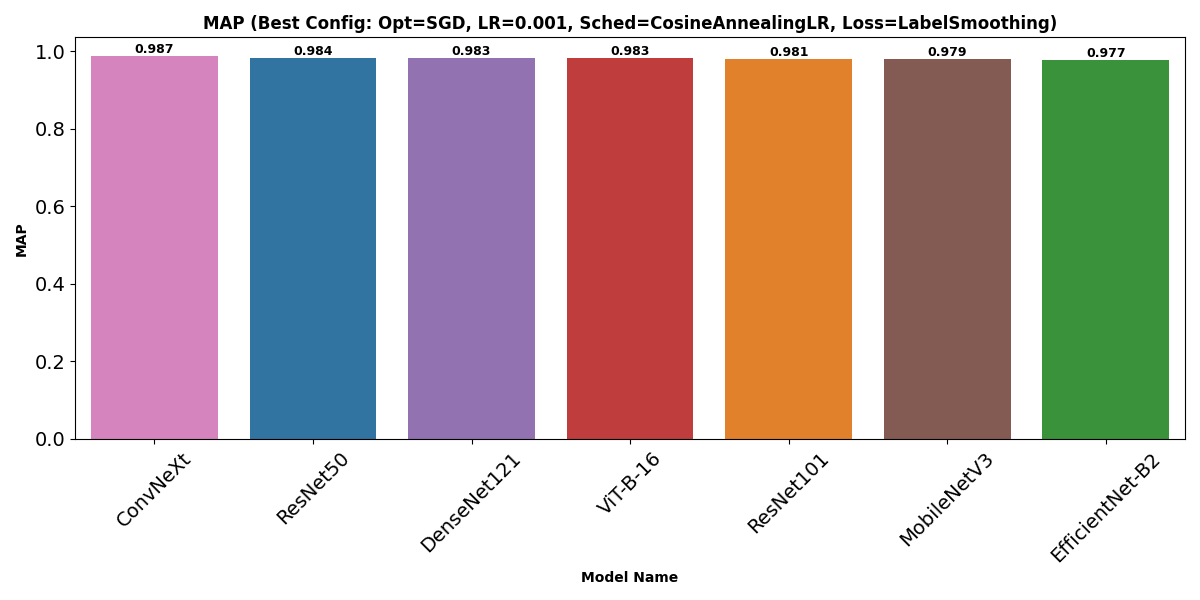 MAP (Best Config: Opt=SGD, LR=0.001, Sched=CosineAnnealingLR, Loss=LabelSmoothing)
1.0
0.8
0.6
0.4
0.2
0.0
MAP
0.987
0.984
0.983
0.983
0.981
0.979
0.977
ConvNeXt
ResNet50
DenseNet121
ViT-B-16
ResNet101
MobileNetV3
EfficientNet-B2
Model Name